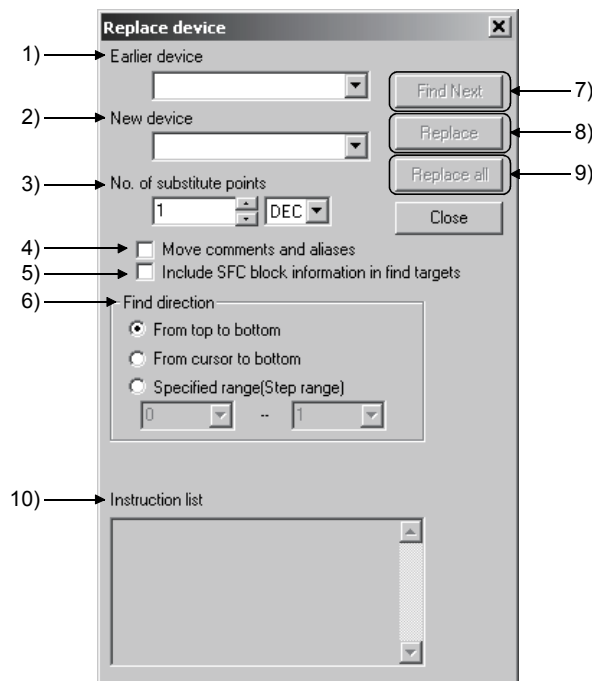 Replace device
1) Earlier device
Find Next 7)
2) New device
Replace 8)
Replace all 9)
3) No. of substitute points
1 DEC
Close
4) Move comments and aliases
5) Include SFC block information in find targets
6) Find direction
From top to bottom
From cursor to bottom
Specified range(Step range)
0 -- 1
10) Instruction list